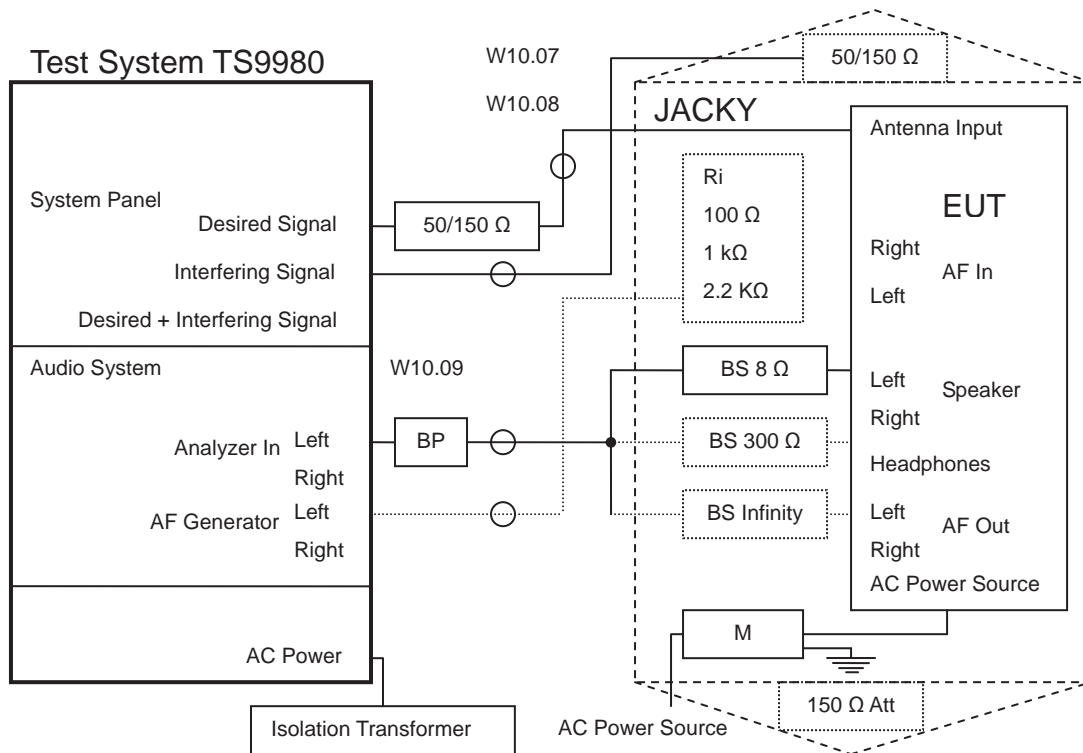 Test System TS9980
System Panel
Desired Signal
Interfering Signal
Desired + Interfering Signal
Audio System
Analyzer In
Left
Right
AF Generator
Left
Right
AC Power
Isolation Transformer
W10.07
W10.08
50/150 Ω
W10.09
BP
50/150 Ω
JACKY
Ri
100 Ω
1 kΩ
2.2 KΩ
BS 8 Ω
BS 300 Ω
BS Infinity
M
AC Power Source
150 Ω Att
Antenna Input
EUT
Right
AF In
Left
Left
Speaker
Right
Headphones
Left
AF Out
Right
AC Power Source